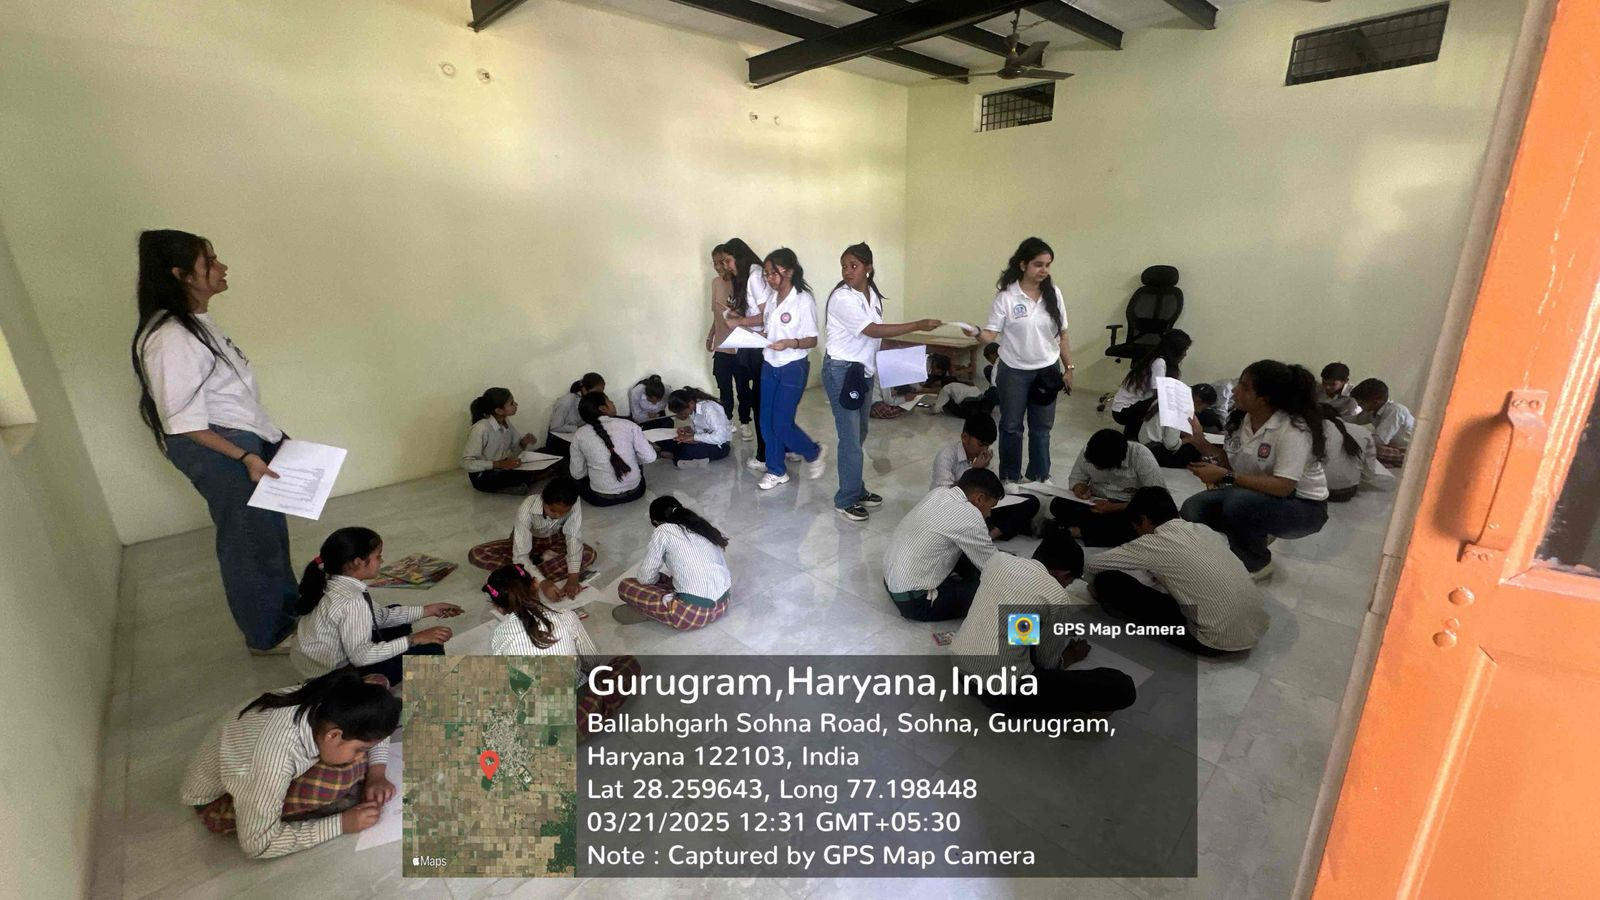 GPS Map Camera
Gurugram,Haryana,India
Ballabhgarh Sohna Road, Sohna, Gurugram,
Haryana 122103, India
Lat 28.259643, Long 77.198448
03/21/2025 12:31 GMT+05:30
Note : Captured by GPS Map Camera
Maps